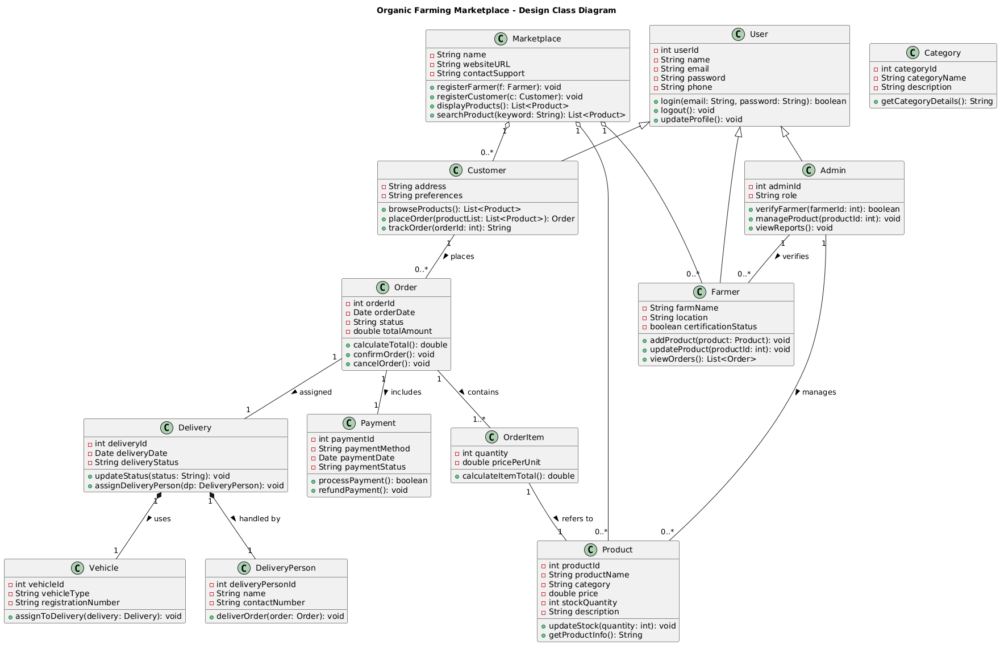 Organic Farming Marketplace - Design Class Diagram
C Marketplace
String name
String websiteURL
String contactSupport
registerFarmer(f: Farmer): void
registerCustomer(c: Customer): void
displayProducts(): List<Product>
searchProduct(keyword: String): List<Product>
C User
int userId
String name
String email
String password
String phone
login(email: String, password: String): boolean
logout(): void
updateProfile(): void
C Category
int categoryId
String categoryName
String description
getCategoryDetails(): String
1
1
1
0..*
C Customer
String address
String preferences
browseProducts(): List<Product>
placeOrder(productList: List<Product>): Order
trackOrder(orderId: int): String
C Admin
int adminId
String role
verifyFarmer(farmerId: int): boolean
manageProduct(productId: int): void
viewReports(): void
1
places
0..*
1
verifies
0..*
0..*
1
C Order
int orderId
Date orderDate
String status
double totalAmount
calculateTotal(): double
confirmOrder(): void
cancelOrder(): void
C Farmer
String farmName
String location
boolean certificationStatus
addProduct(product: Product): void
updateProduct(productId: int): void
viewOrders(): List<Order>
1
assigned
1
1
includes
1
1
contains
1..*
manages
C Delivery
int deliveryId
Date deliveryDate
String deliveryStatus
updateStatus(status: String): void
assignDeliveryPerson(dp: DeliveryPerson): void
C Payment
int paymentId
String paymentMethod
Date paymentDate
String paymentStatus
processPayment(): boolean
refundPayment(): void
C OrderItem
int quantity
double pricePerUnit
calculateItemTotal(): double
1
uses
1
1
handled by
1
1
refers to
1
0..*
0..*
C Vehicle
int vehicleId
String vehicleType
String registrationNumber
assignToDelivery(delivery: Delivery): void
C DeliveryPerson
int deliveryPersonId
String name
String contactNumber
deliverOrder(order: Order): void
C Product
int productId
String productName
String category
double price
int stockQuantity
String description
updateStock(quantity: int): void
getProductInfo(): String